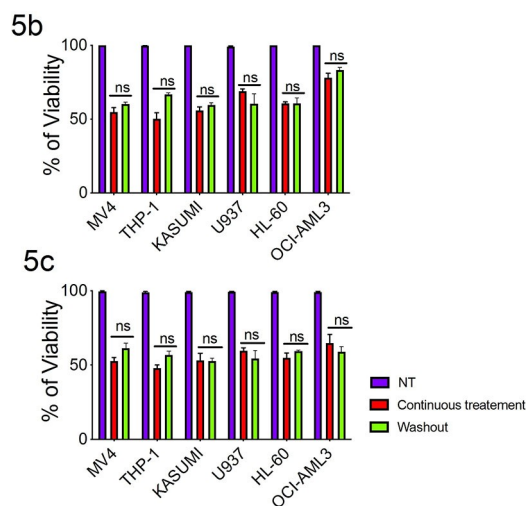 5b
% of Viability
100
50
0
ns ns ns ns ns ns
MV4 THP-1 KASUMI U937 HL-60 OCI-AML3
5c
% of Viability
100
50
0
ns ns ns ns ns ns
MV4 THP-1 KASUMI U937 HL-60 OCI-AML3
NT
Continuous treatement
Washout